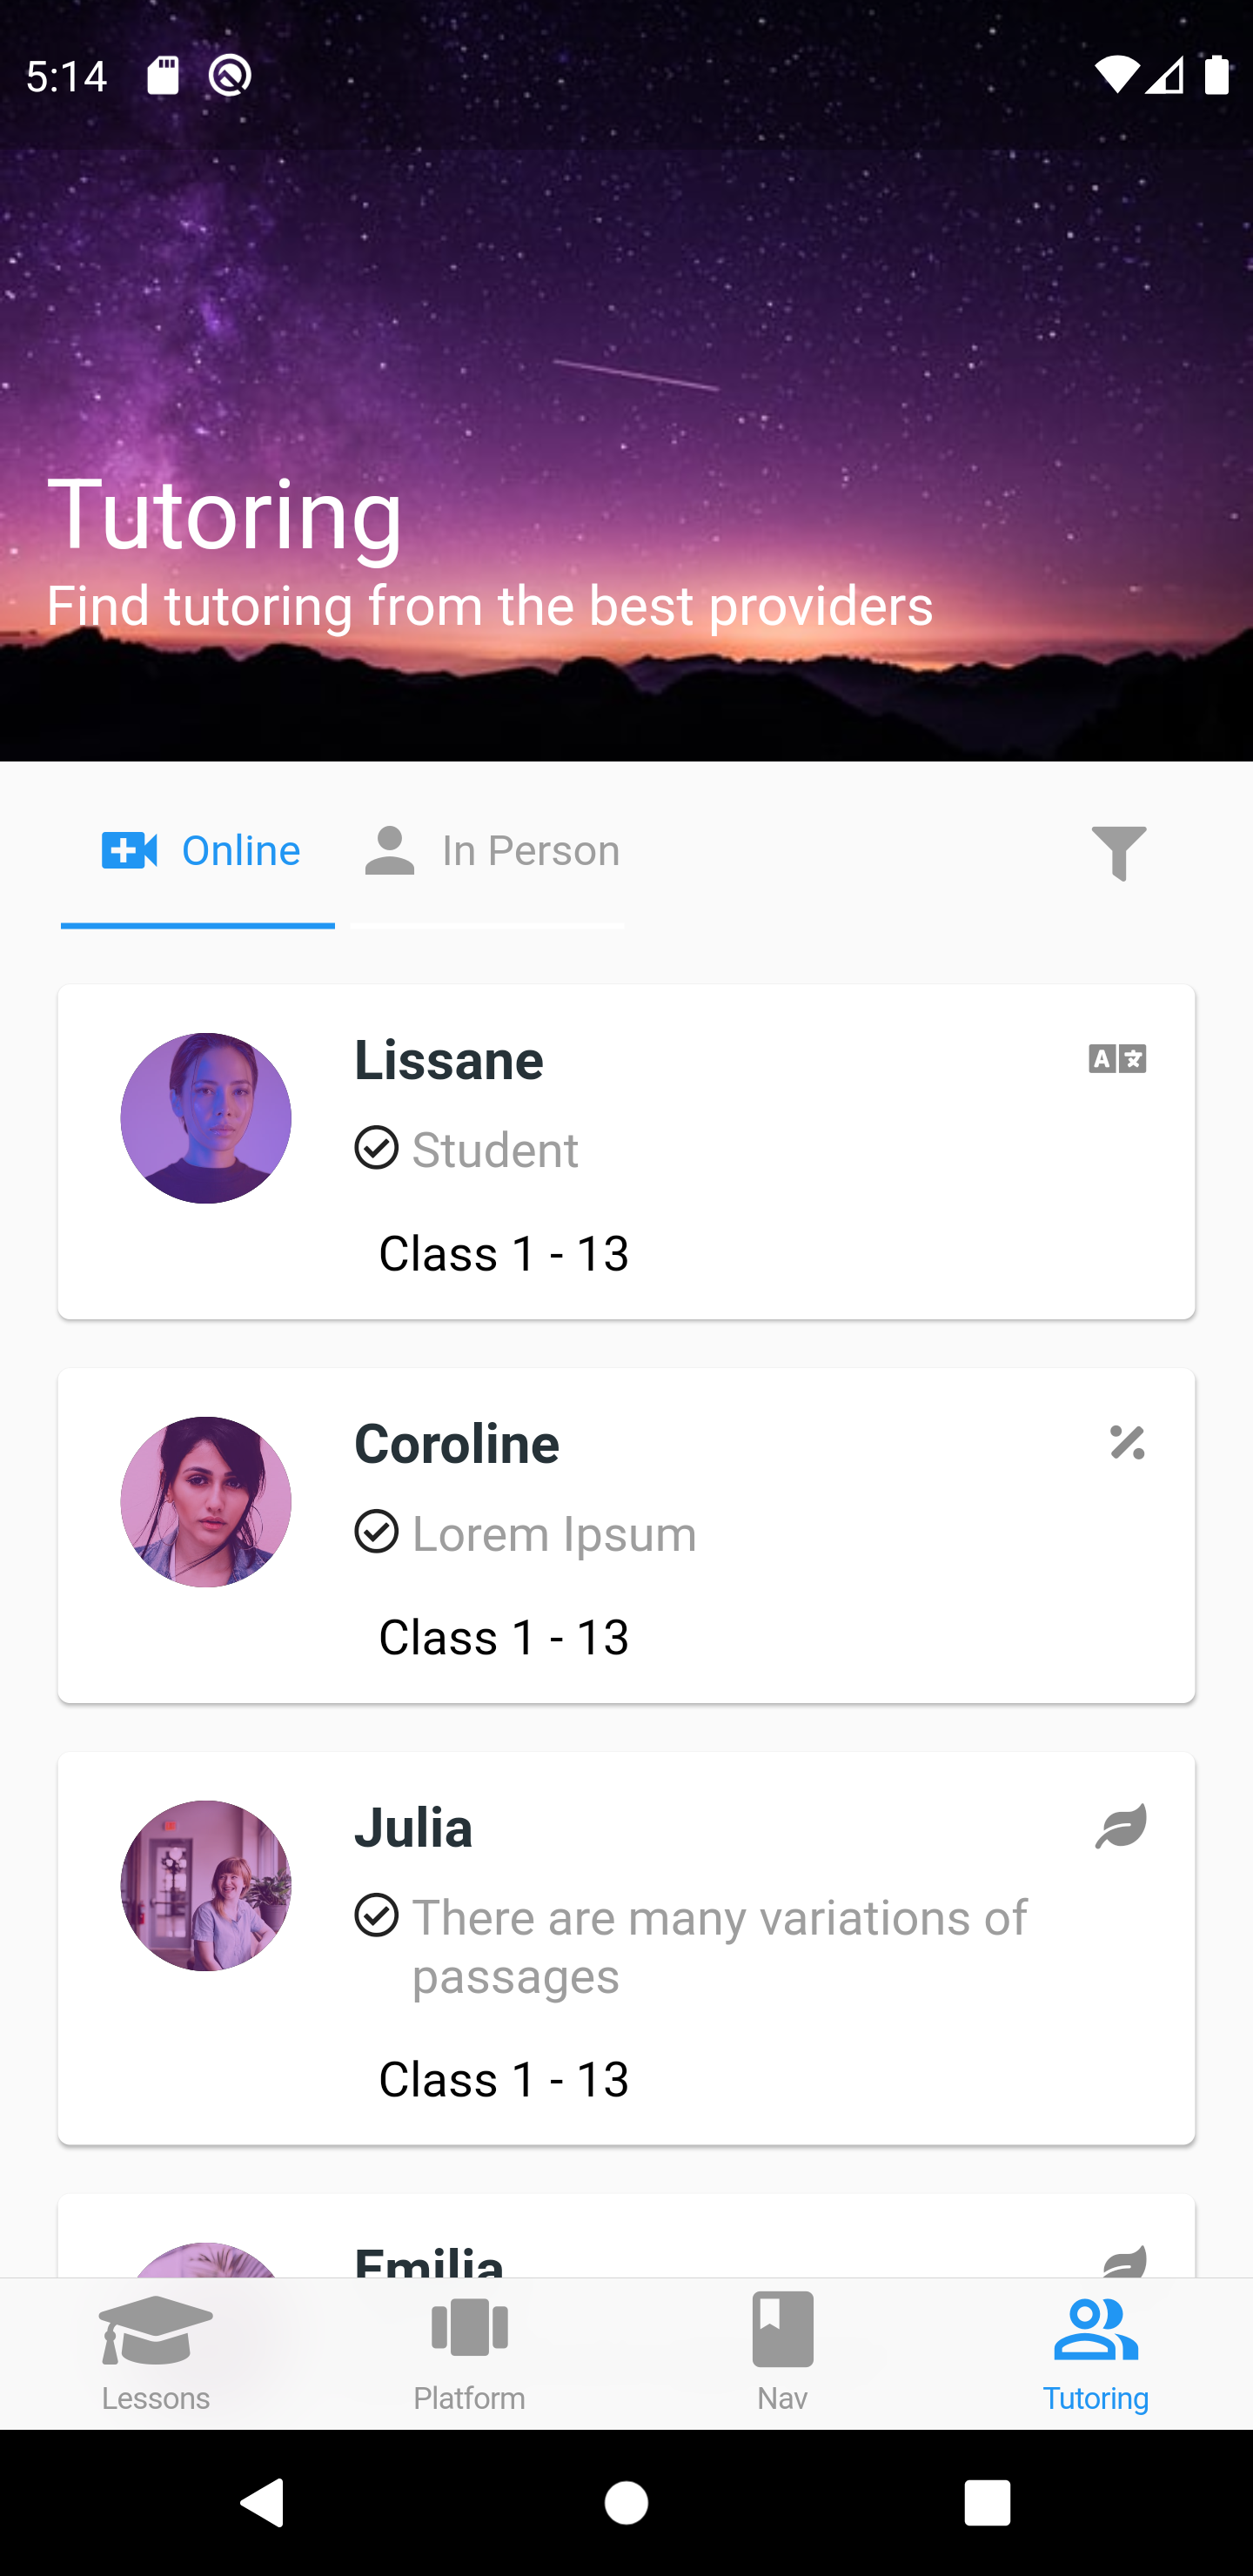 5:14
Tutoring
Find tutoring from the best providers
Online
In Person
Lissane
Student
Class 1 - 13
Coroline
Lorem Ipsum
Class 1 - 13
Julia
There are many variations of
passages
Class 1 - 13
Emilia
Lessons
Platform
Nav
Tutoring